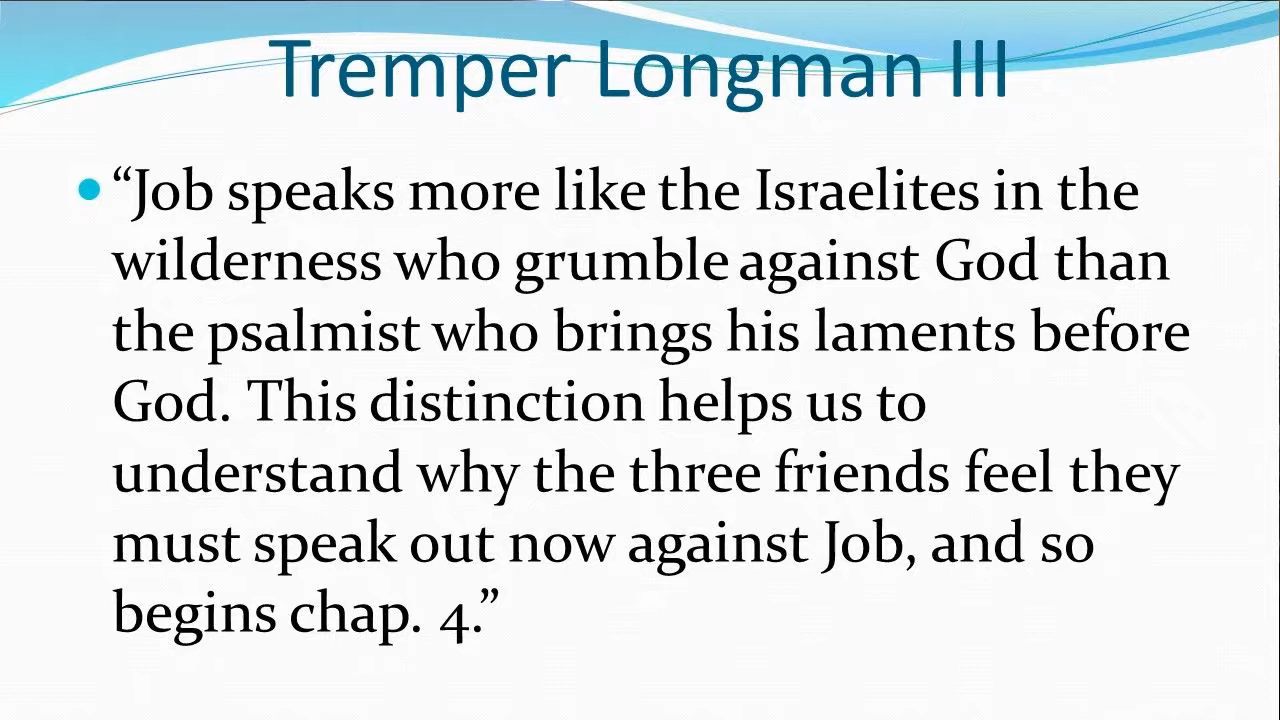 Tremper Longman III
• “Job speaks more like the Israelites in the
wilderness who grumble against God than
the psalmist who brings his laments before
God. This distinction helps us to
understand why the three friends feel they
must speak out now against Job, and so
begins chap. 4.”